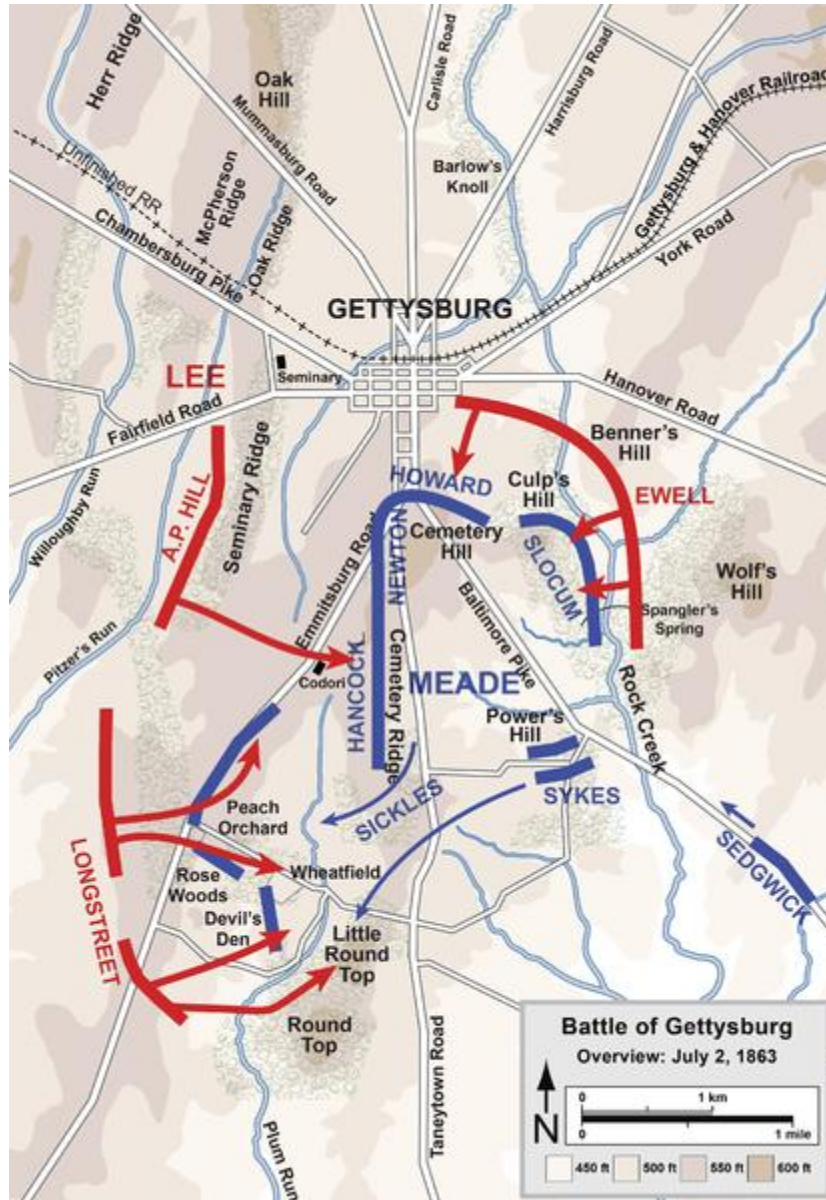 Herr Ridge
Oak
Hill
Carlisle Road
Harrisburg Road
Gettysburg & Hanover Railroad
Mummasburg Road
Unfinished RR
McPherson
Ridge
Barlow's
Knoll
Chambersburg Pike
Oak Ridge
York Road
GETTYSBURG
LEE
Seminary
Hanover Road
Fairfield Road
Benner's
Hill
Willoughby Run
A.P. HILL
Seminary Ridge
HOWARD
Culp's
Hill
EWELL
NEWTON
Cemetery
Hill
SLOCUM
Wolf's
Hill
Emmitsburg Road
Baltimore Pike
Spangler's
Spring
Pitzer's Run
Codori
HANCOCK
Cemetery Ridge
MEADE
Rock Creek
Power's
Hill
SICKLES
SYKES
Peach
Orchard
LONGSTREET
SEDGWICK
Rose
Woods
Wheatfield
Devil's
Den
Little
Round
Top
Round
Top
Taneytown Road
Plum Run
Battle of Gettysburg
Overview: July 2, 1863
N
0 1 km
0 1 mile
450 ft 500 ft 550 ft 600 ft